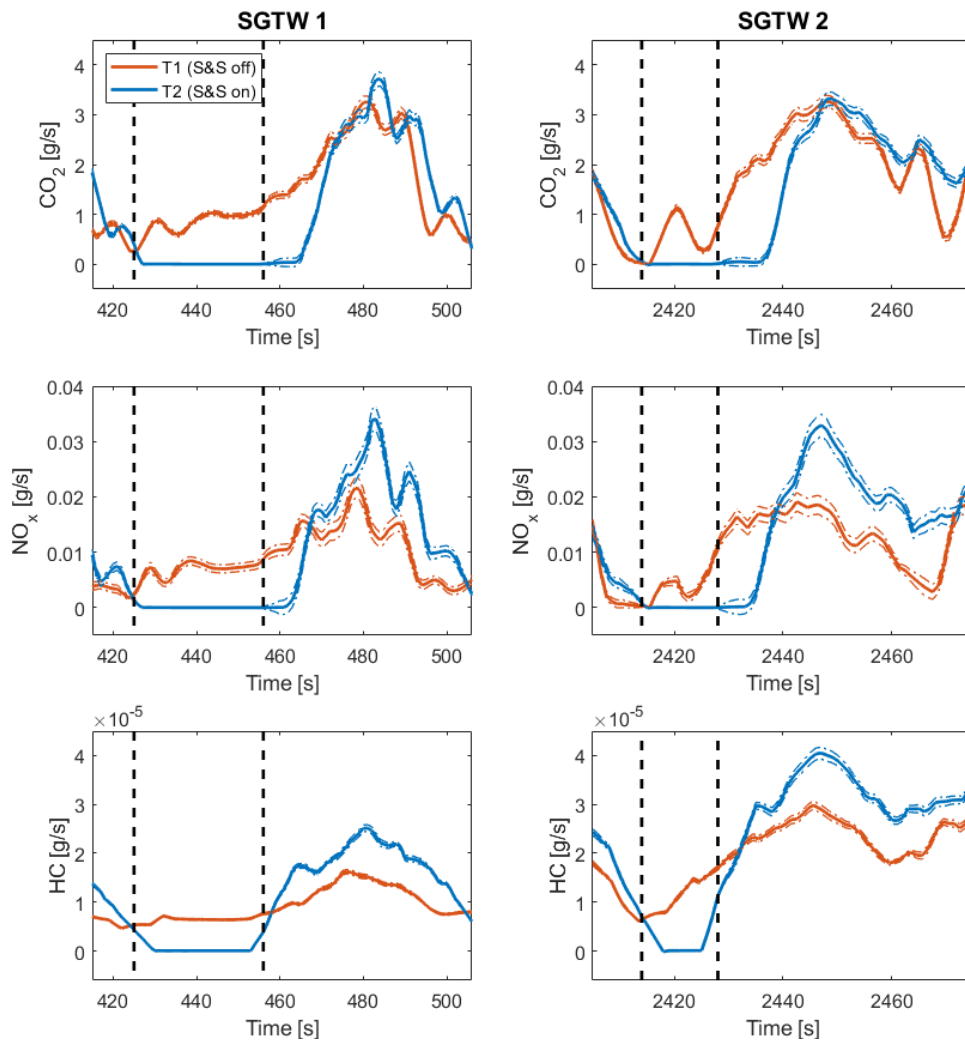 SGTW 1
SGTW 2
T1 (S&S off)
T2 (S&S on)
CO2 [g/s]
4
3
2
1
0
420 440 460 480 500
Time [s]
CO2 [g/s]
4
3
2
1
0
2420 2440 2460
Time [s]
NOx [g/s]
0.04
0.03
0.02
0.01
0
420 440 460 480 500
Time [s]
NOx [g/s]
0.04
0.03
0.02
0.01
0
2420 2440 2460
Time [s]
×10-5
HC [g/s]
4
3
2
1
0
420 440 460 480 500
Time [s]
×10-5
HC [g/s]
4
3
2
1
0
2420 2440 2460
Time [s]